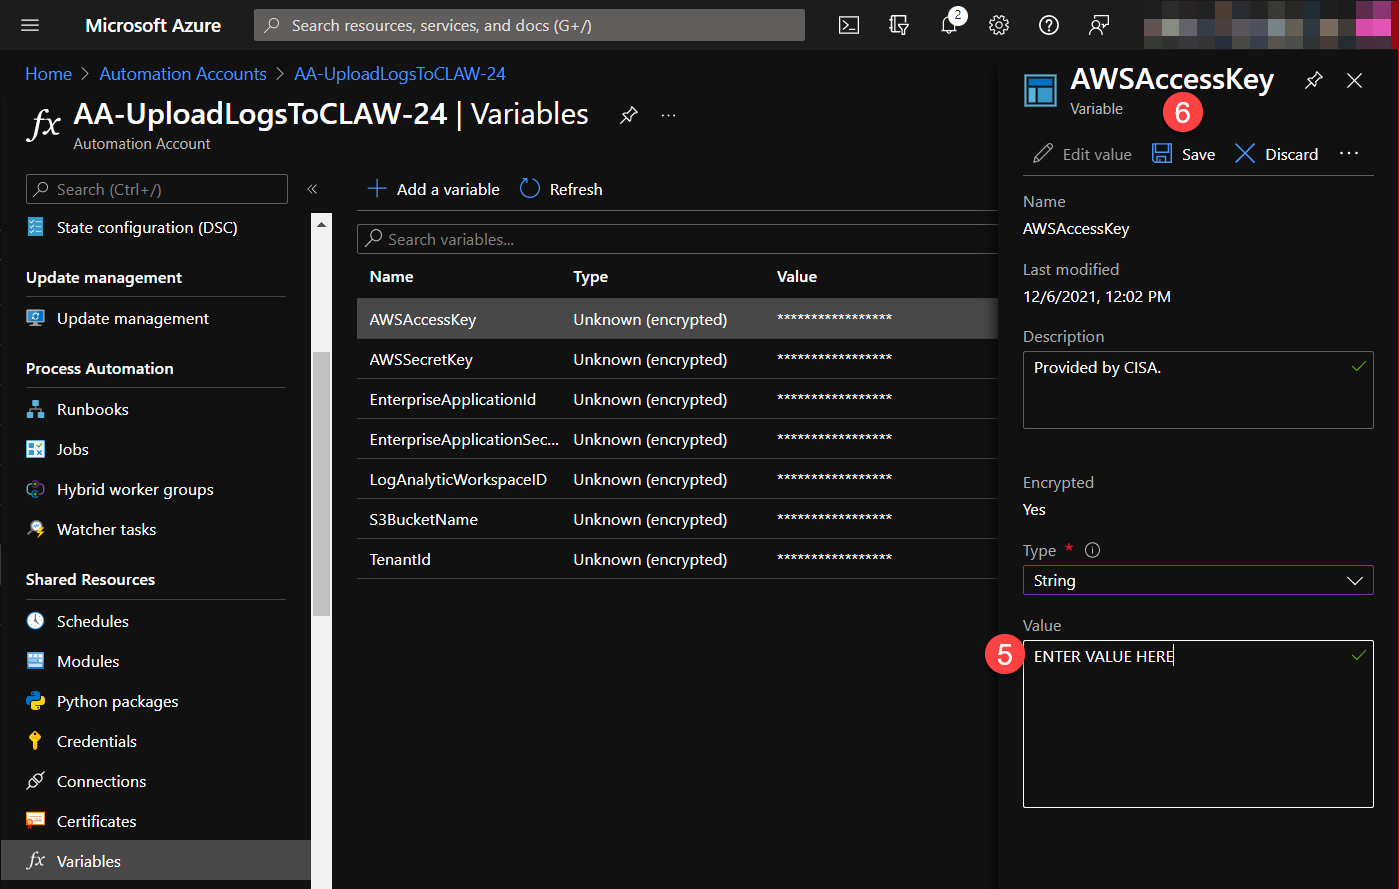 Microsoft Azure
Search resources, services, and docs (G+/)
2
Home > Automation Accounts > AA-UploadLogsToCLAW-24
fx AA-UploadLogsToCLAW-24 | Variables ...
Automation Account
Search (Ctrl+/) «
State configuration (DSC)
Update management
Update management
Process Automation
Runbooks
Jobs
Hybrid worker groups
Watcher tasks
Shared Resources
Schedules
Modules
Python packages
Credentials
Connections
Certificates
fx Variables
+ Add a variable Refresh
Search variables...
Name Type Value
AWSAccessKey Unknown (encrypted) *****************
AWSSecretKey Unknown (encrypted) *****************
EnterpriseApplicationId Unknown (encrypted) *****************
EnterpriseApplicationSec... Unknown (encrypted) *****************
LogAnalyticWorkspaceID Unknown (encrypted) *****************
S3BucketName Unknown (encrypted) *****************
TenantId Unknown (encrypted) *****************
AWSAccessKey
Variable
6
Edit value Save Discard ...
Name
AWSAccessKey
Last modified
12/6/2021, 12:02 PM
Description
Provided by CISA.
Encrypted
Yes
Type *
String
Value
5 ENTER VALUE HERE